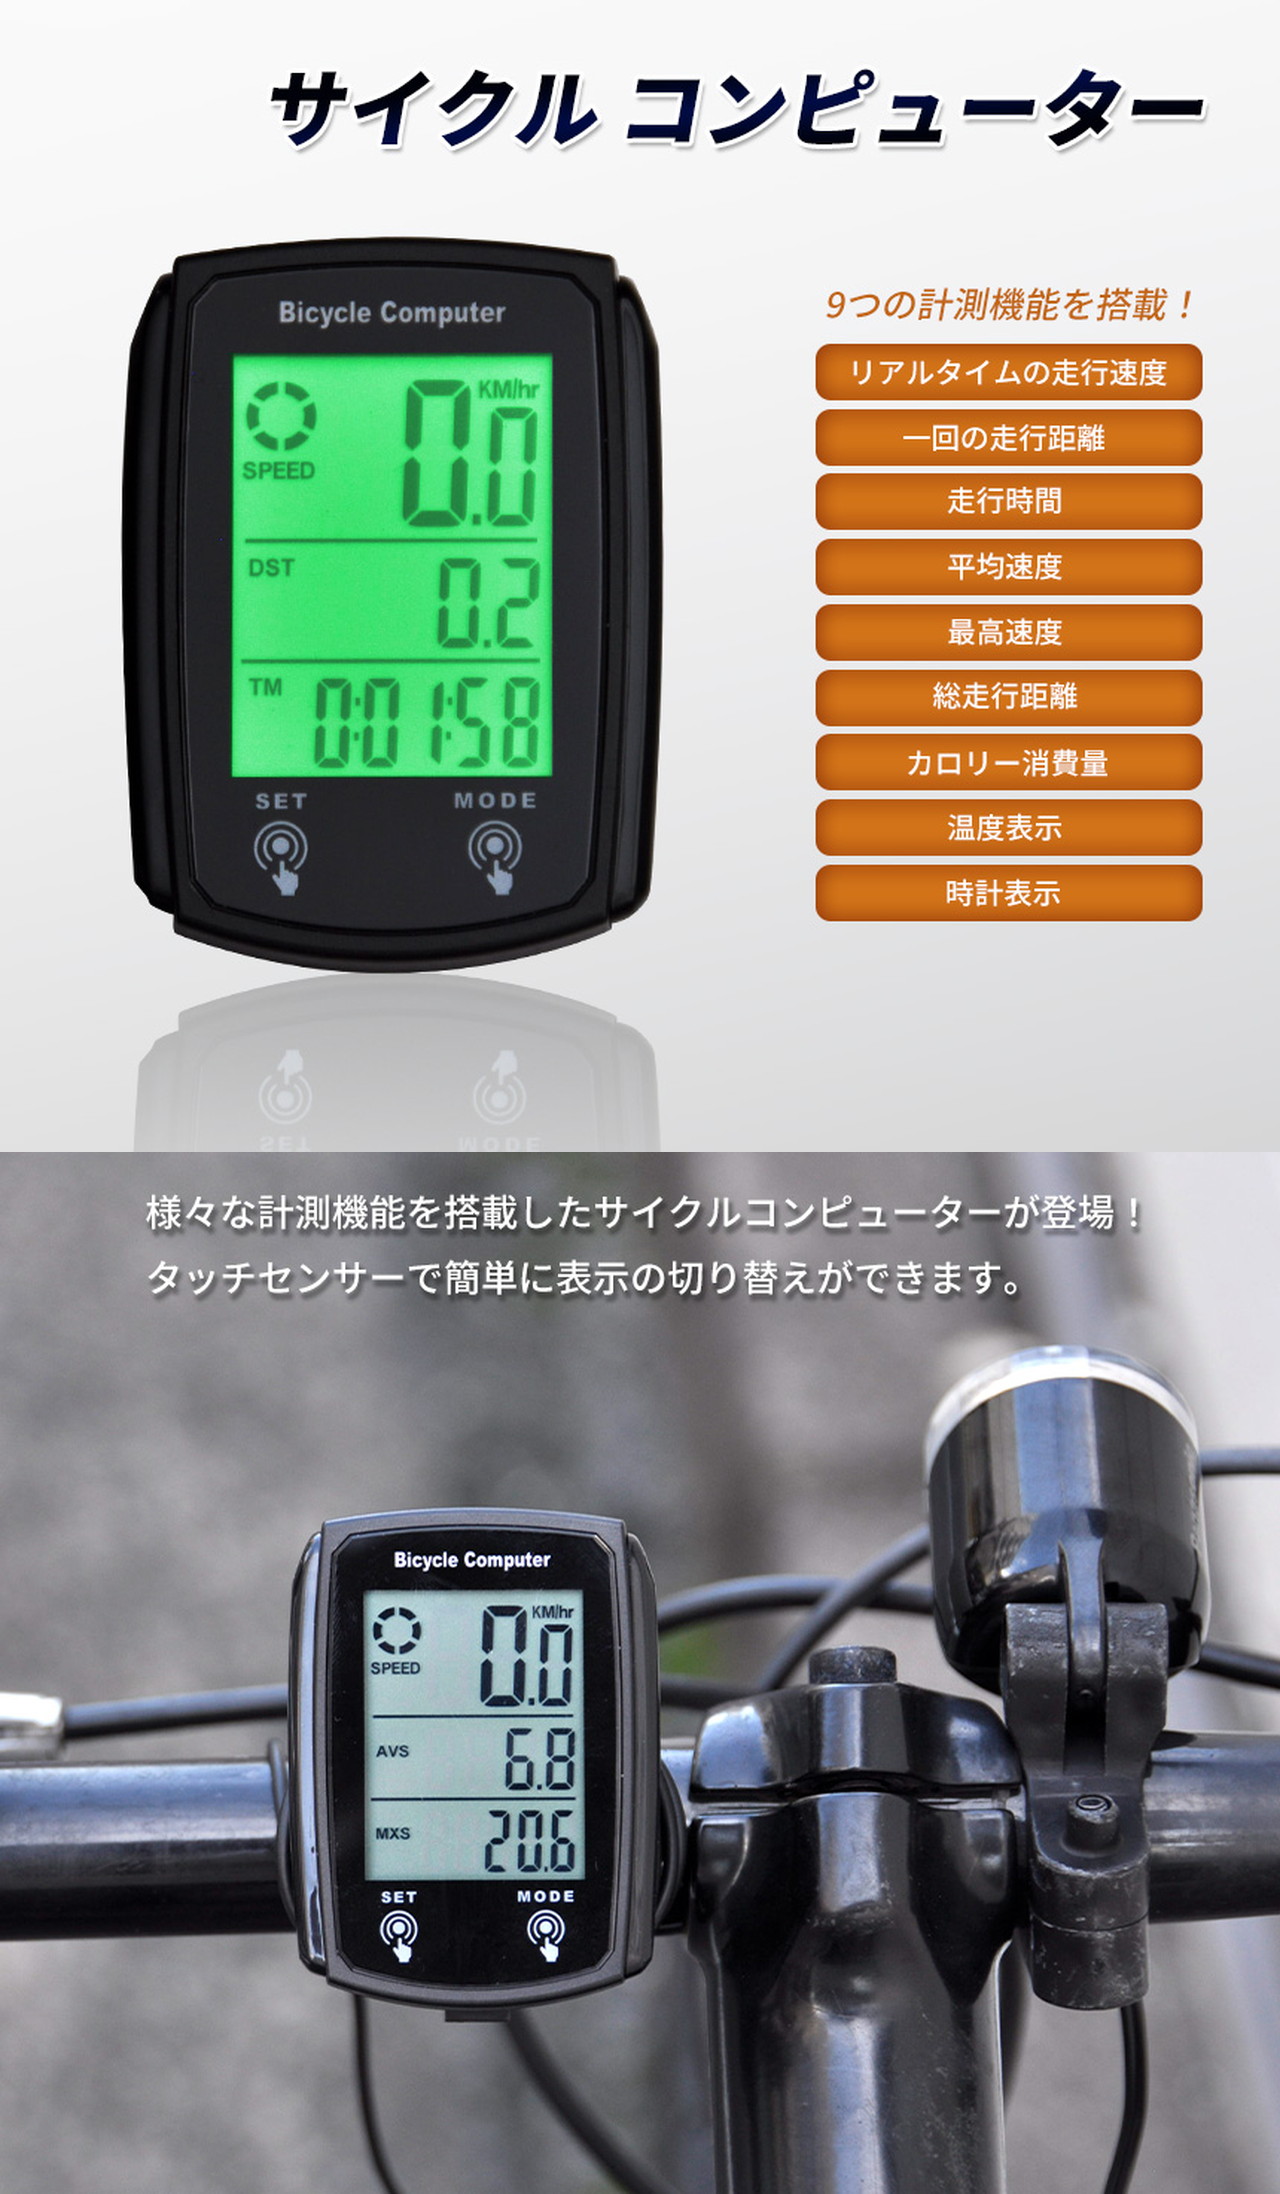 サイクル コンピューター
Bicycle Computer
KM/hr
0.0
SPEED
DST
0.2
TM
0:01:58
SET
MODE
9つの計測機能を搭載！
リアルタイムの走行速度
一回の走行距離
走行時間
平均速度
最高速度
総走行距離
カロリー消費量
温度表示
時計表示
SET
MODE
様々な計測機能を搭載したサイクルコンピューターが登場！
タッチセンサーで簡単に表示の切り替えができます。
Bicycle Computer
KM/hr
0.0
SPEED
AVS
6.8
MXS
20.6
SET
MODE